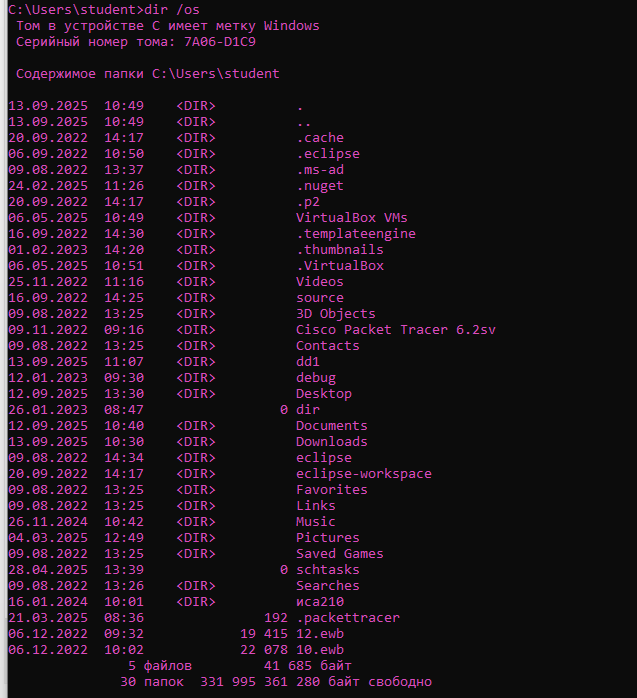 C:\Users\student>dir /os
Том в устройстве C имеет метку Windows
Серийный номер тома: 7A06-D1C9
Содержимое папки C:\Users\student
13.09.2025  10:49    <DIR>          .
13.09.2025  10:49    <DIR>          ..
20.09.2022  14:17    <DIR>          .cache
06.09.2022  10:50    <DIR>          .eclipse
09.08.2022  13:37    <DIR>          .ms-ad
24.02.2025  11:26    <DIR>          .nuget
20.09.2022  14:17    <DIR>          .p2
06.05.2025  10:49    <DIR>          VirtualBox VMs
16.09.2022  14:30    <DIR>          .templateengine
01.02.2023  14:20    <DIR>          .thumbnails
06.05.2025  10:51    <DIR>          .VirtualBox
25.11.2022  11:16    <DIR>          Videos
16.09.2022  14:25    <DIR>          source
09.08.2022  13:25    <DIR>          3D Objects
09.11.2022  09:16    <DIR>          Cisco Packet Tracer 6.2sv
09.08.2022  13:25    <DIR>          Contacts
13.09.2025  11:07    <DIR>          dd1
12.01.2023  09:30    <DIR>          debug
12.09.2025  13:30    <DIR>          Desktop
26.01.2023  08:47                 0 dir
12.09.2025  10:40    <DIR>          Documents
13.09.2025  10:30    <DIR>          Downloads
09.08.2022  14:34    <DIR>          eclipse
20.09.2022  14:17    <DIR>          eclipse-workspace
09.08.2022  13:25    <DIR>          Favorites
09.08.2022  13:25    <DIR>          Links
26.11.2024  10:42    <DIR>          Music
04.03.2025  12:49    <DIR>          Pictures
09.08.2022  13:25    <DIR>          Saved Games
28.04.2025  13:39                 0 schtasks
09.08.2022  13:26    <DIR>          Searches
16.01.2024  10:01    <DIR>          иса210
21.03.2025  08:36               192 .packettracer
06.12.2022  09:32            19 415 12.ewb
06.12.2022  10:02            22 078 10.ewb
5 файлов         41 685 байт
30 папок  331 995 361 280 байт свободно